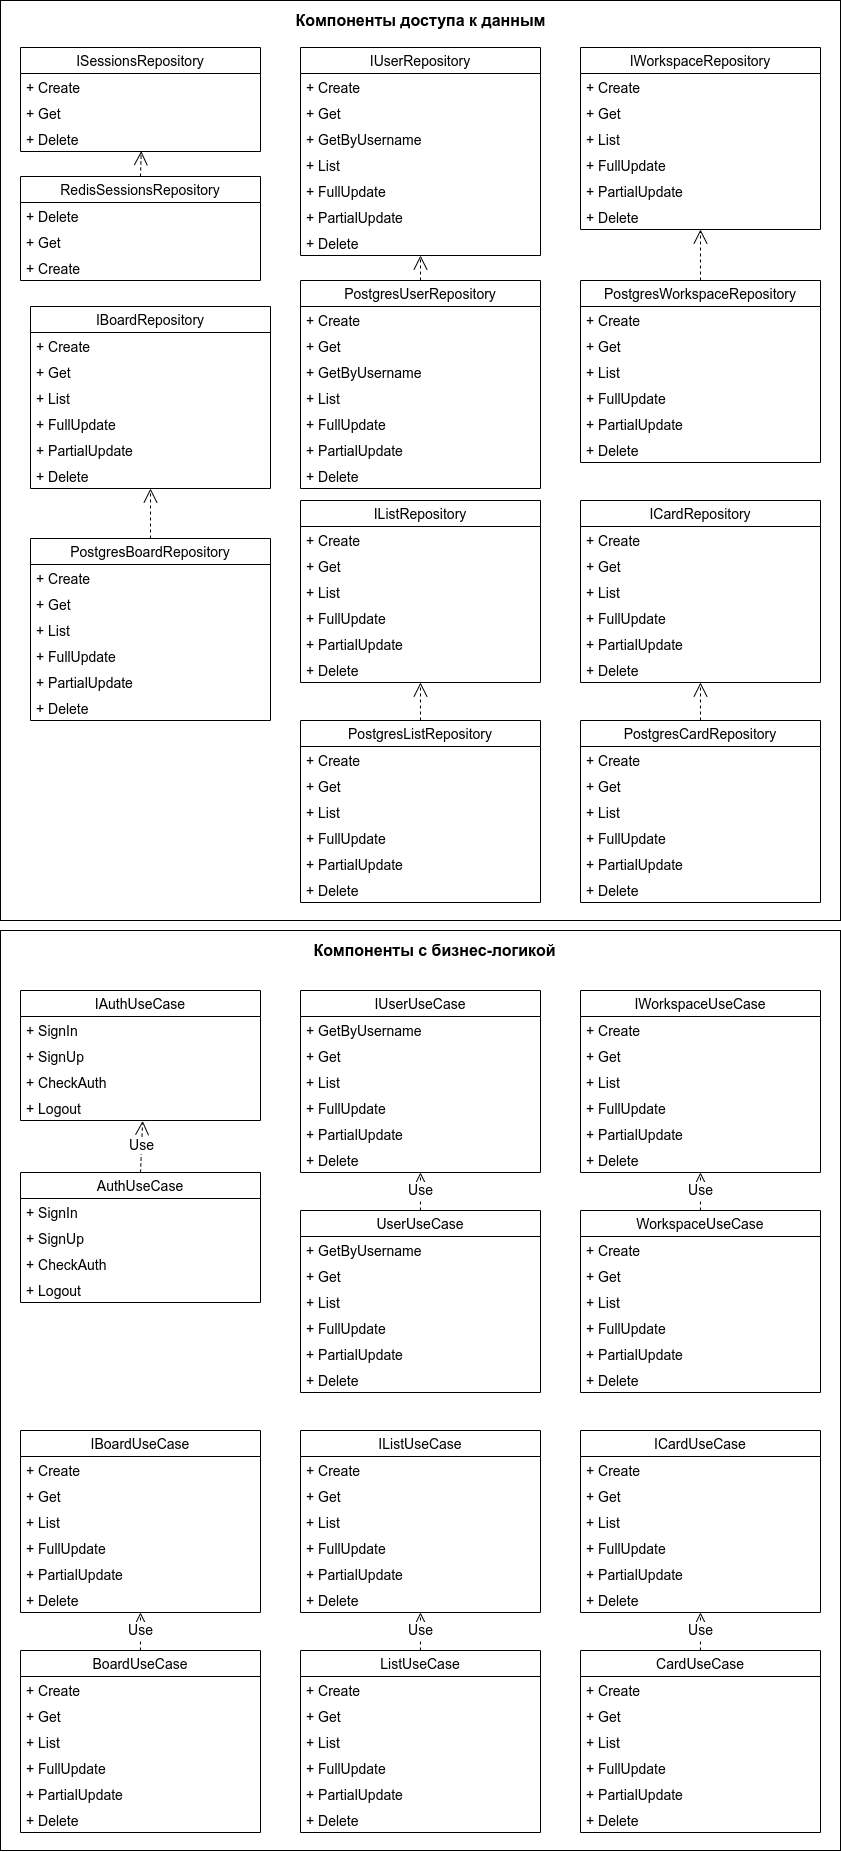 Компоненты доступа к данным
ISessionsRepository
+ Create
+ Get
+ Delete
RedisSessionsRepository
+ Delete
+ Get
+ Create
IUserRepository
+ Create
+ Get
+ GetByUsername
+ List
+ FullUpdate
+ PartialUpdate
+ Delete
PostgresUserRepository
+ Create
+ Get
+ GetByUsername
+ List
+ FullUpdate
+ PartialUpdate
+ Delete
IWorkspaceRepository
+ Create
+ Get
+ List
+ FullUpdate
+ PartialUpdate
+ Delete
PostgresWorkspaceRepository
+ Create
+ Get
+ List
+ FullUpdate
+ PartialUpdate
+ Delete
IBoardRepository
+ Create
+ Get
+ List
+ FullUpdate
+ PartialUpdate
+ Delete
PostgresBoardRepository
+ Create
+ Get
+ List
+ FullUpdate
+ PartialUpdate
+ Delete
IListRepository
+ Create
+ Get
+ List
+ FullUpdate
+ PartialUpdate
+ Delete
PostgresListRepository
+ Create
+ Get
+ List
+ FullUpdate
+ PartialUpdate
+ Delete
ICardRepository
+ Create
+ Get
+ List
+ FullUpdate
+ PartialUpdate
+ Delete
PostgresCardRepository
+ Create
+ Get
+ List
+ FullUpdate
+ PartialUpdate
+ Delete
Компоненты с бизнес-логикой
IAuthUseCase
+ SignIn
+ SignUp
+ CheckAuth
+ Logout
Use
AuthUseCase
+ SignIn
+ SignUp
+ CheckAuth
+ Logout
IUserUseCase
+ GetByUsername
+ Get
+ List
+ FullUpdate
+ PartialUpdate
+ Delete
Use
UserUseCase
+ GetByUsername
+ Get
+ List
+ FullUpdate
+ PartialUpdate
+ Delete
IWorkspaceUseCase
+ Create
+ Get
+ List
+ FullUpdate
+ PartialUpdate
+ Delete
Use
WorkspaceUseCase
+ Create
+ Get
+ List
+ FullUpdate
+ PartialUpdate
+ Delete
IBoardUseCase
+ Create
+ Get
+ List
+ FullUpdate
+ PartialUpdate
+ Delete
Use
BoardUseCase
+ Create
+ Get
+ List
+ FullUpdate
+ PartialUpdate
+ Delete
IListUseCase
+ Create
+ Get
+ List
+ FullUpdate
+ PartialUpdate
+ Delete
Use
ListUseCase
+ Create
+ Get
+ List
+ FullUpdate
+ PartialUpdate
+ Delete
ICardUseCase
+ Create
+ Get
+ List
+ FullUpdate
+ PartialUpdate
+ Delete
Use
CardUseCase
+ Create
+ Get
+ List
+ FullUpdate
+ PartialUpdate
+ Delete